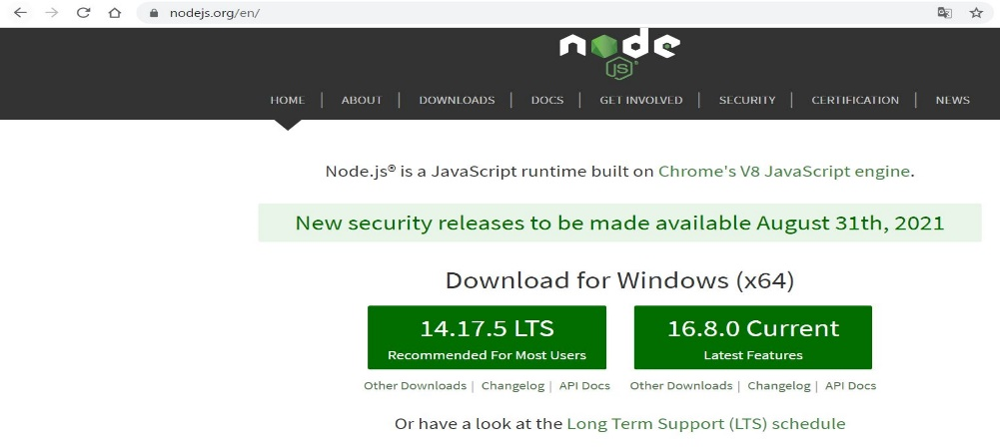 nodejs.org/en/
node
JS
HOME | ABOUT | DOWNLOADS | DOCS | GET INVOLVED | SECURITY | CERTIFICATION | NEWS
Node.js® is a JavaScript runtime built on Chrome's V8 JavaScript engine.
New security releases to be made available August 31th, 2021
Download for Windows (x64)
14.17.5 LTS
Recommended For Most Users
16.8.0 Current
Latest Features
Other Downloads | Changelog | API Docs
Other Downloads | Changelog | API Docs
Or have a look at the Long Term Support (LTS) schedule